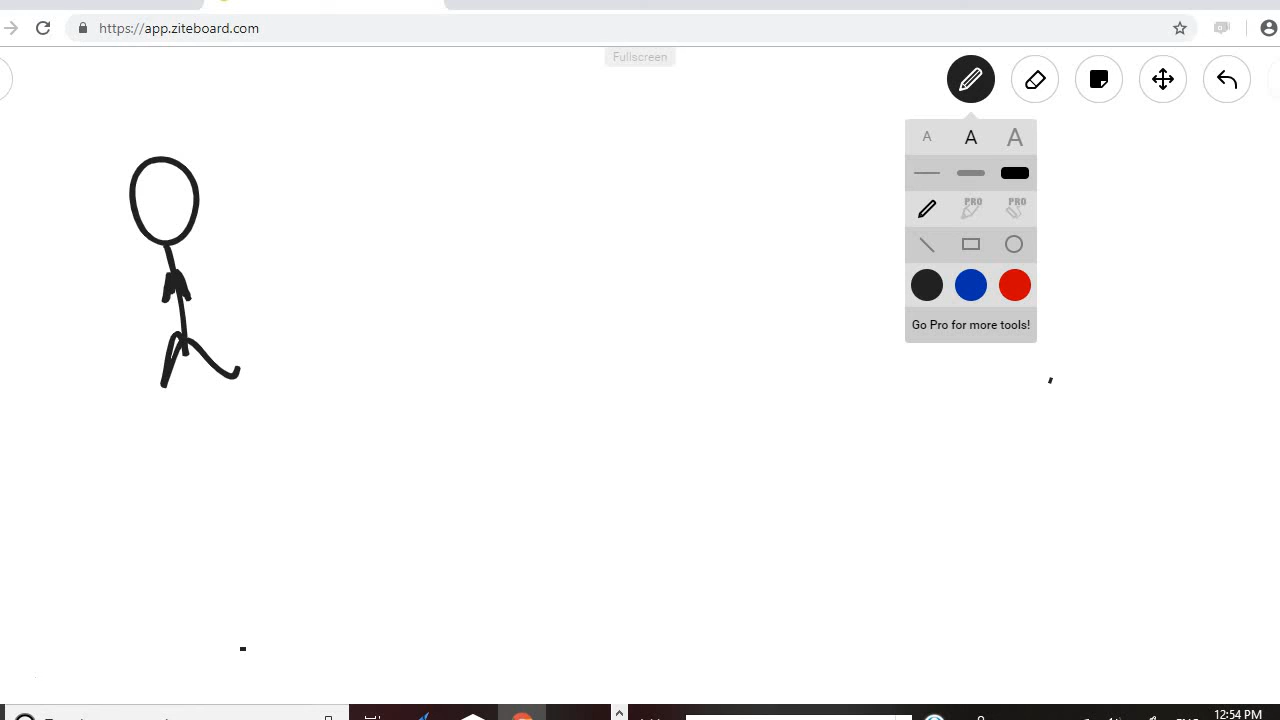 https://app.ziteboard.com
Fullscreen
A A A
PRO PRO
Go Pro for more tools!
12:54 PM